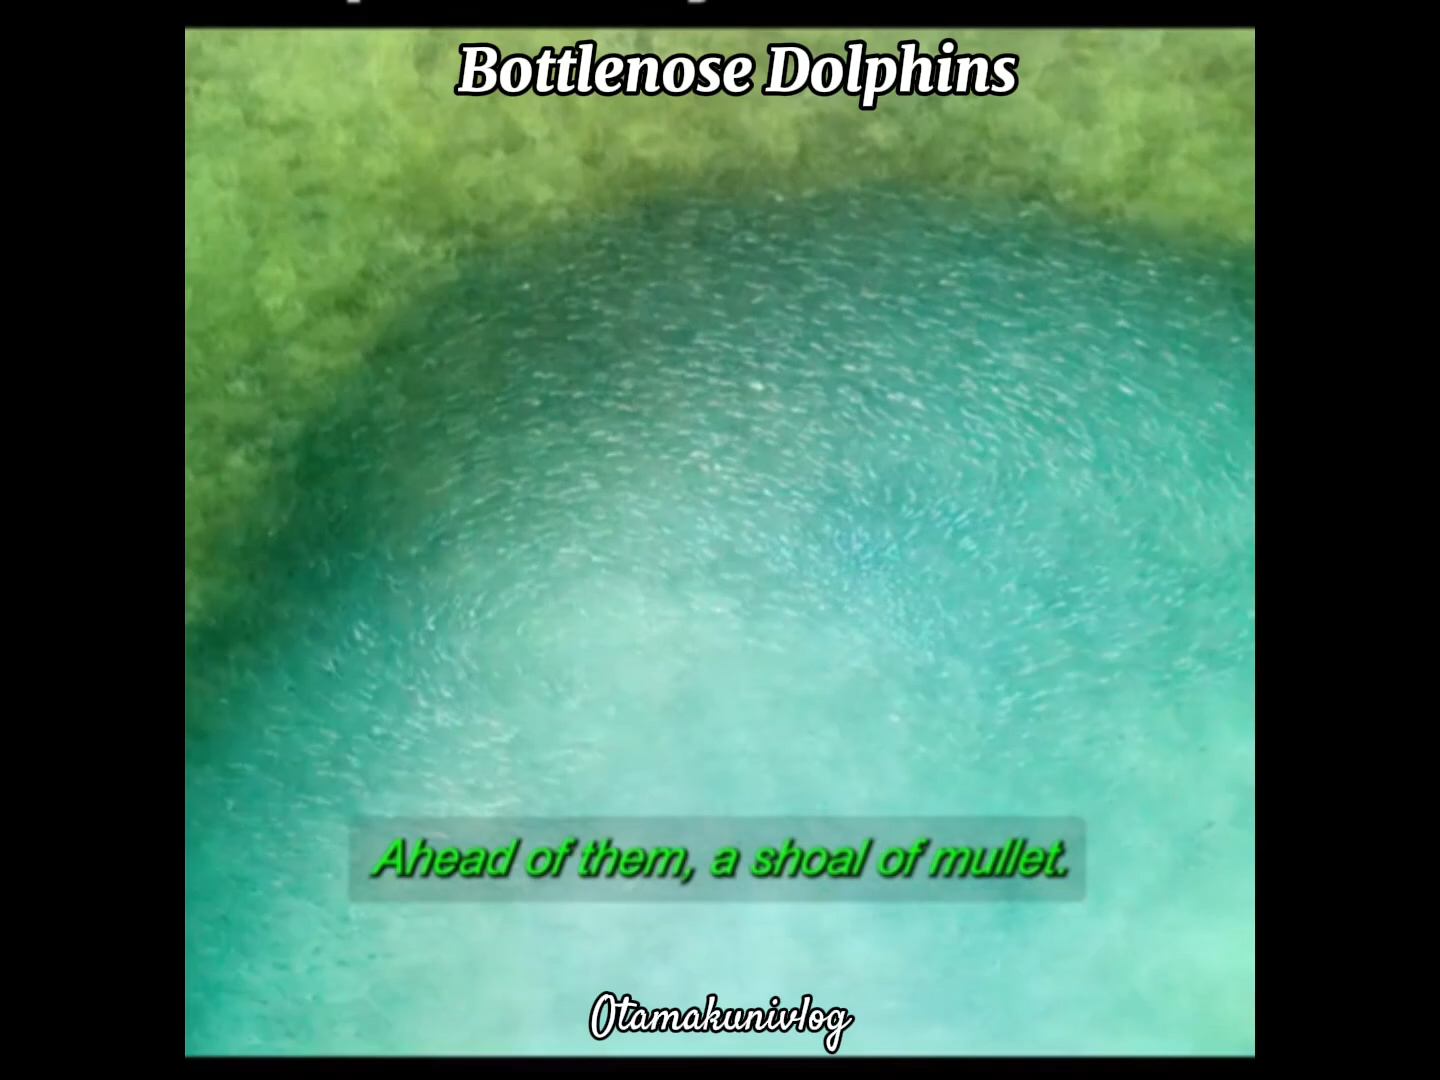 Bottlenose Dolphins
Ahead of them, a shoal of mullet.
Otamakunivlog